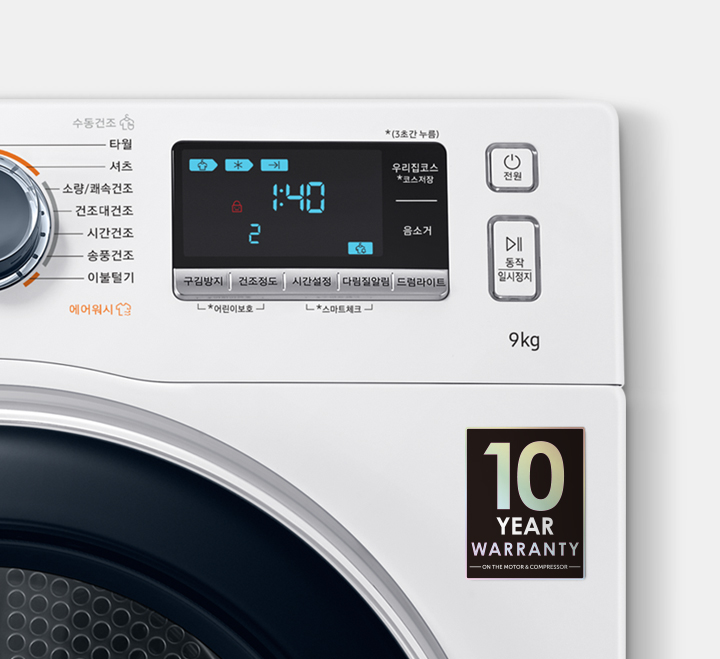 수동건조
타월
셔츠
소량/쾌속건조
건조대건조
시간건조
송풍건조
이불털기
에어워시
*(3초간 누름)
1:40
2
우리집코스
*코스저장
음소거
구김방지 건조정도 시간설정 다림질알림 드럼라이트
*어린이보호 *스마트체크
전원
동작
일시정지
9kg
10
YEAR
WARRANTY
ON THE MOTOR & COMPRESSOR